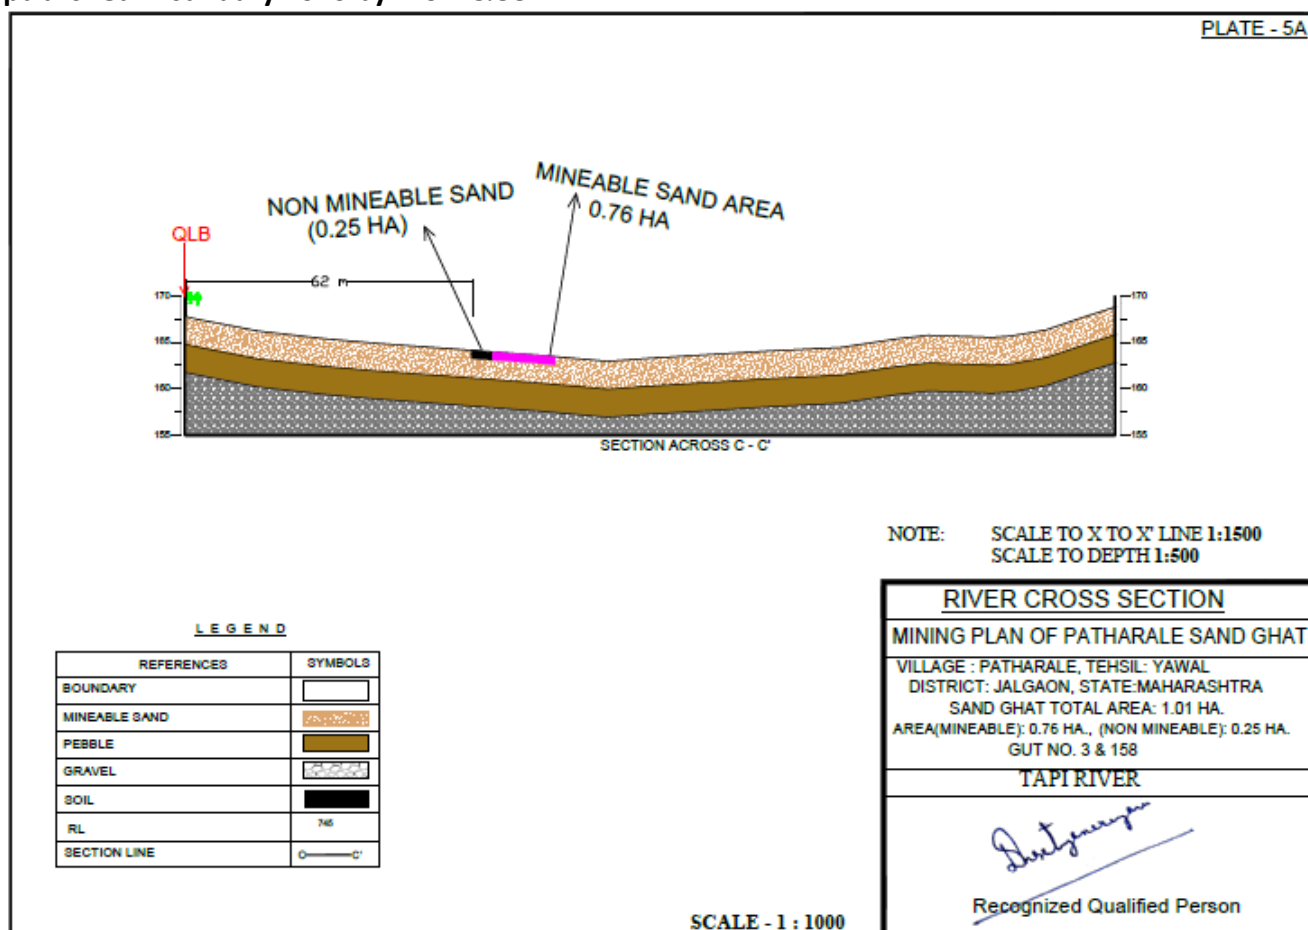 PLATE - 5A
NON MINEABLE SAND
(0.25 HA)
MINEABLE SAND AREA
0.76 HA
QLB
62 m
170
165
160
155
170
165
160
155
SECTION ACROSS C - C'
NOTE: SCALE TO X TO X' LINE 1:1500
SCALE TO DEPTH 1:500
LEGEND
REFERENCES SYMBOLS
BOUNDARY
MINEABLE SAND
PEBBLE
GRAVEL
SOIL
RL 745
SECTION LINE C'
RIVER CROSS SECTION
MINING PLAN OF PATHARALE SAND GHAT
VILLAGE : PATHARALE, TEHSIL: YAWAL
DISTRICT: JALGAON, STATE:MAHARASHTRA
SAND GHAT TOTAL AREA: 1.01 HA.
AREA(MINEABLE): 0.76 HA., (NON MINEABLE): 0.25 HA.
GUT NO. 3 & 158
TAPI RIVER
Recognized Qualified Person
SCALE - 1 : 1000